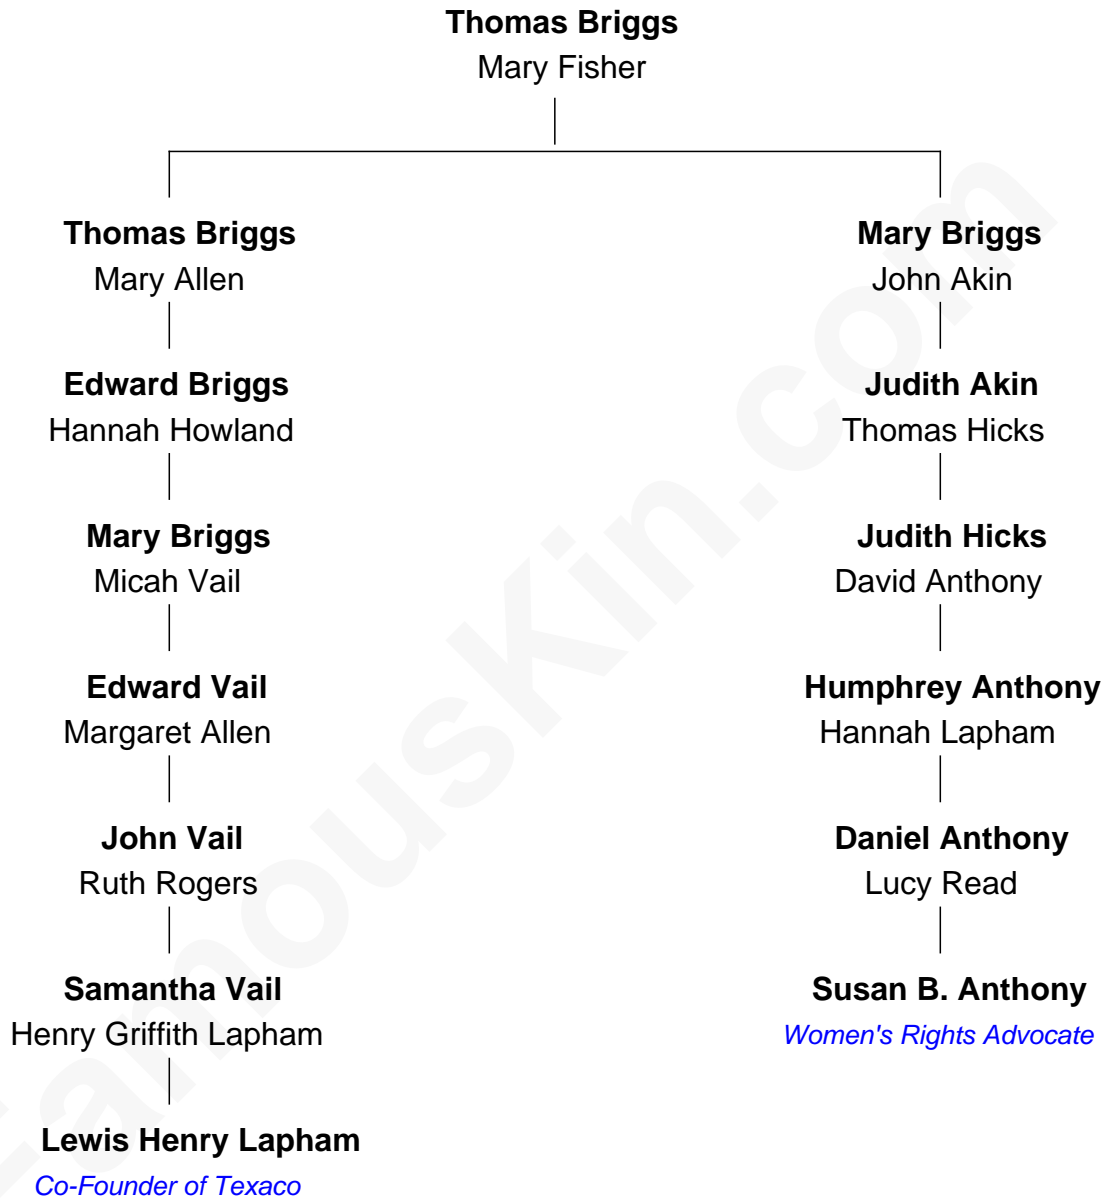 Thomas Briggs
Mary Fisher
Thomas Briggs
Mary Allen
Mary Briggs
John Akin
Edward Briggs
Hannah Howland
Judith Akin
Thomas Hicks
Mary Briggs
Micah Vail
Judith Hicks
David Anthony
Edward Vail
Margaret Allen
Humphrey Anthony
Hannah Lapham
John Vail
Ruth Rogers
Daniel Anthony
Lucy Read
Samantha Vail
Henry Griffith Lapham
Susan B. Anthony
Women's Rights Advocate
Lewis Henry Lapham
Co-Founder of Texaco
FamousKin.com